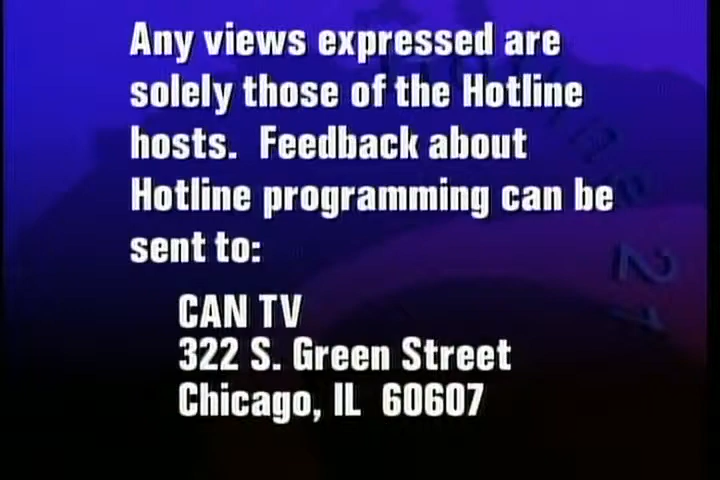 Any views expressed are
solely those of the Hotline
hosts.  Feedback about
Hotline programming can be
sent to:
CAN TV
322 S. Green Street
Chicago, IL  60607
21